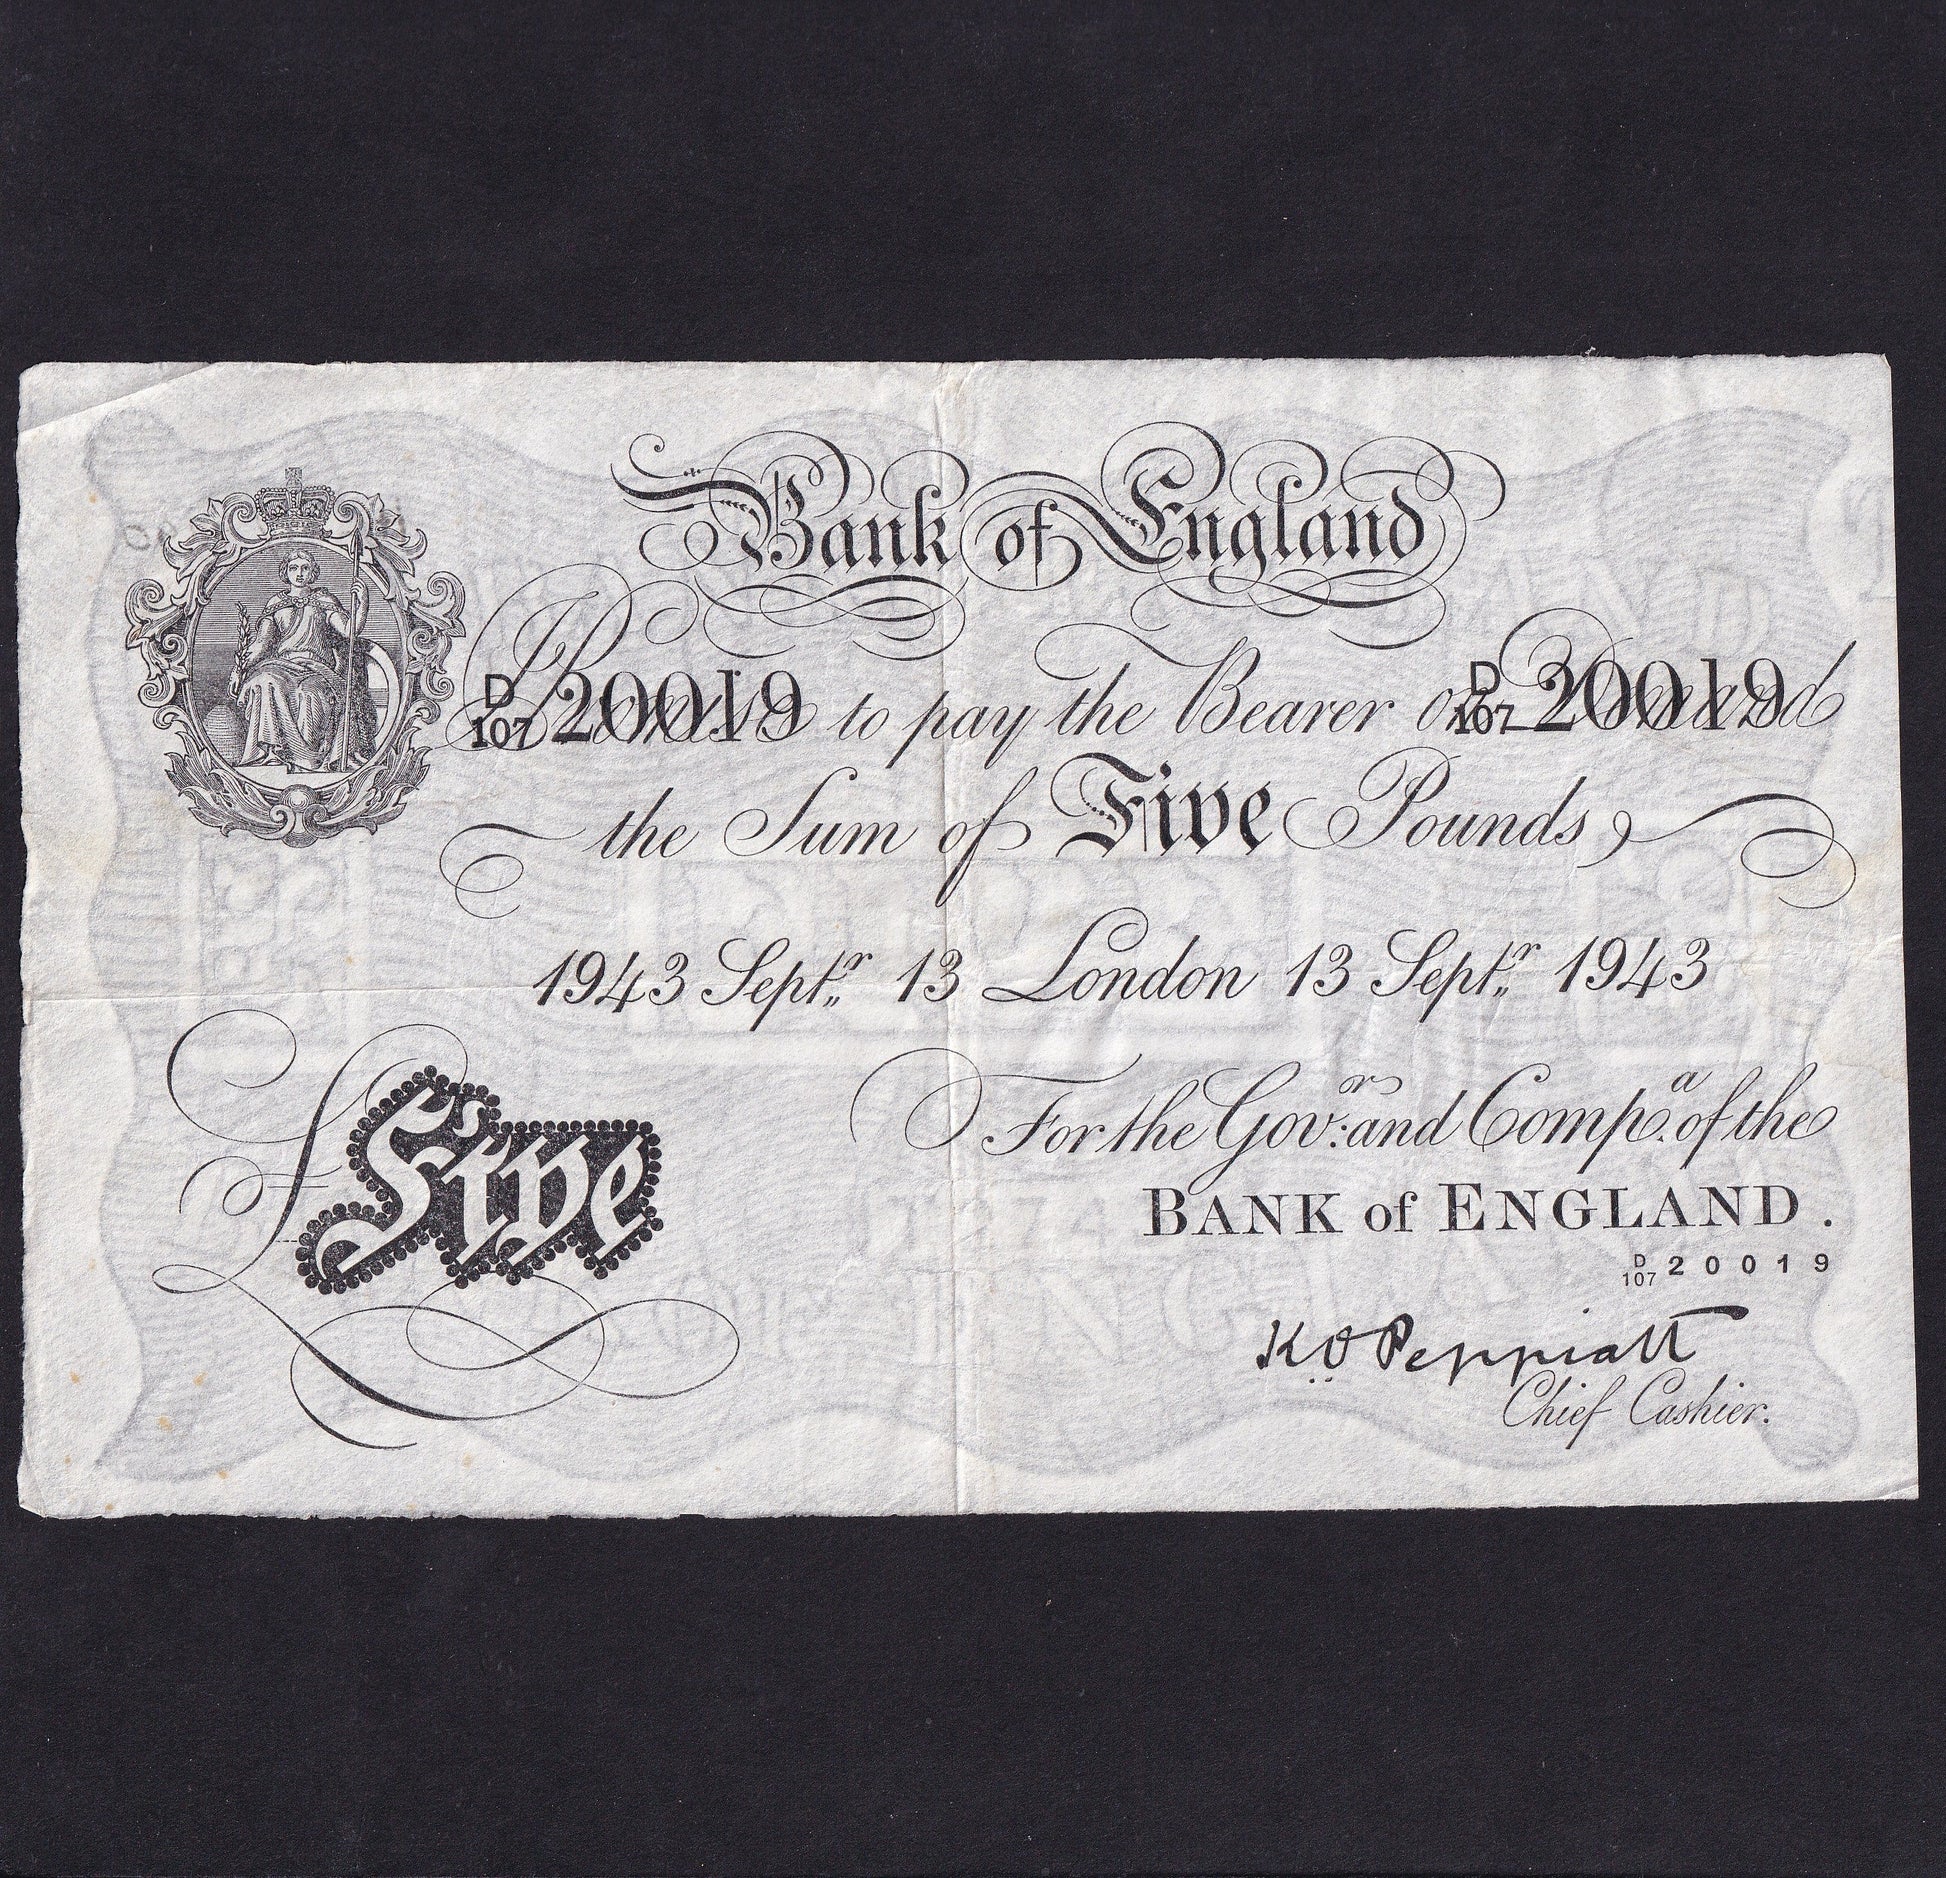 Bank of England
D/107 20019 Promise to pay the Bearer on Demand D/107 20019
the Sum of Five Pounds,
1943 Septr. 13 London 13 Septr. 1943
For the Govr: and Compa. of the
BANK of ENGLAND.
D/107 20019
£ Five
K O Peppiatt
Chief Cashier.